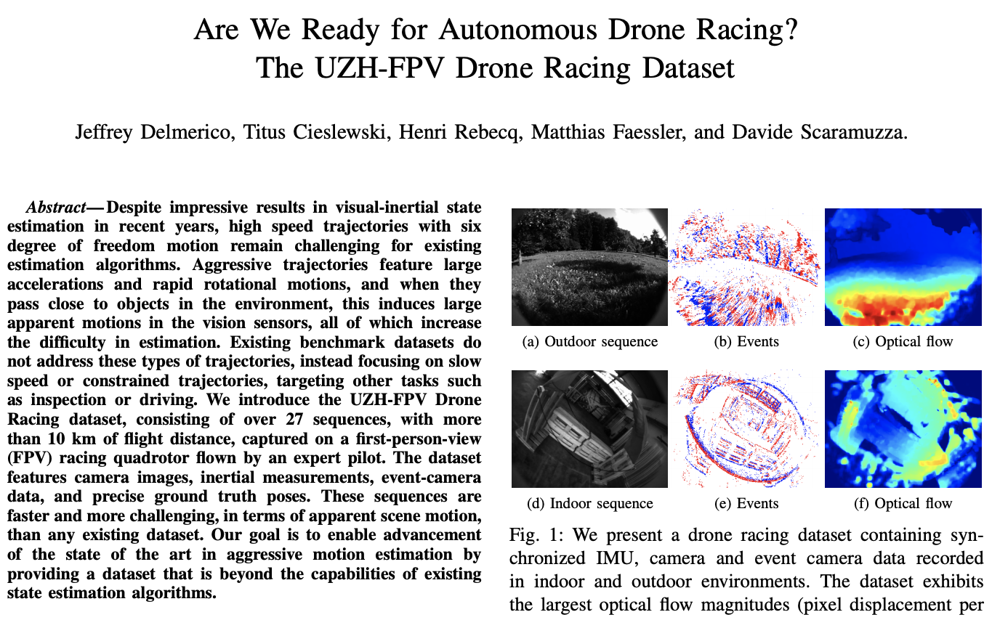 Are We Ready for Autonomous Drone Racing?
The UZH-FPV Drone Racing Dataset
Jeffrey Delmerico, Titus Cieslewski, Henri Rebecq, Matthias Faessler, and Davide Scaramuzza.
Abstract—Despite impressive results in visual-inertial state
estimation in recent years, high speed trajectories with six
degree of freedom motion remain challenging for existing
estimation algorithms. Aggressive trajectories feature large
accelerations and rapid rotational motions, and when they
pass close to objects in the environment, this induces large
apparent motions in the vision sensors, all of which increase
the difficulty in estimation. Existing benchmark datasets do
not address these types of trajectories, instead focusing on slow
speed or constrained trajectories, targeting other tasks such
as inspection or driving. We introduce the UZH-FPV Drone
Racing dataset, consisting of over 27 sequences, with more
than 10 km of flight distance, captured on a first-person-view
(FPV) racing quadrotor flown by an expert pilot. The dataset
features camera images, inertial measurements, event-camera
data, and precise ground truth poses. These sequences are
faster and more challenging, in terms of apparent scene motion,
than any existing dataset. Our goal is to enable advancement
of the state of the art in aggressive motion estimation by
providing a dataset that is beyond the capabilities of existing
state estimation algorithms.
(a) Outdoor sequence
(b) Events
(c) Optical flow
(d) Indoor sequence
(e) Events
(f) Optical flow
Fig. 1: We present a drone racing dataset containing syn-
chronized IMU, camera and event camera data recorded
in indoor and outdoor environments. The dataset exhibits
the largest optical flow magnitudes (pixel displacement per